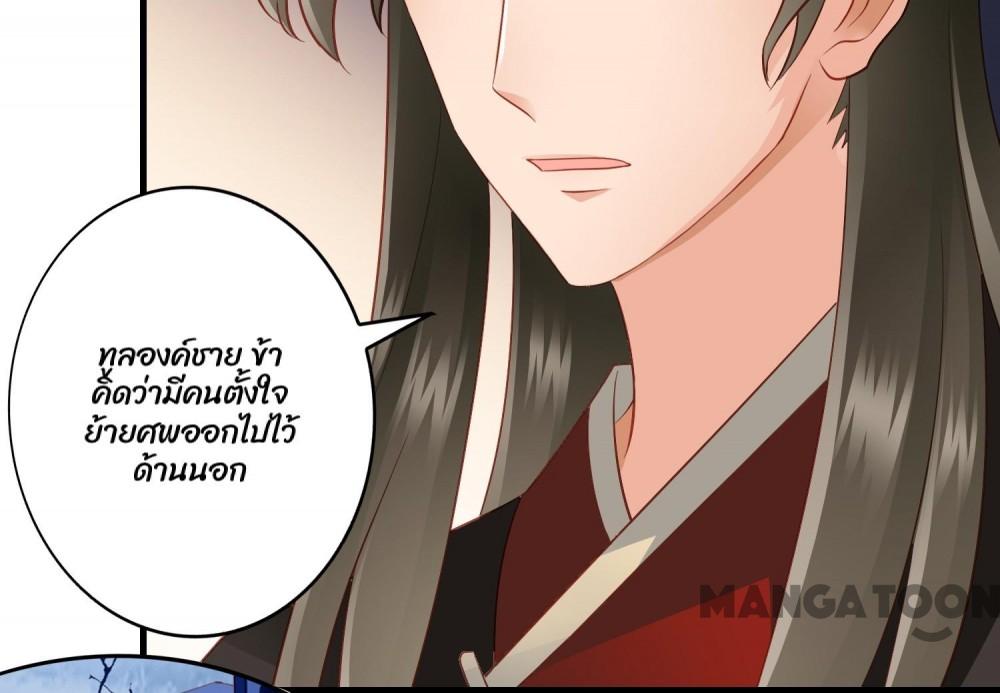 ทูลองค์ชาย ข้า
คิดว่ามีคนตั้งใจ
ย้ายศพออกไปไว้
ด้านนอก
MANGATOON